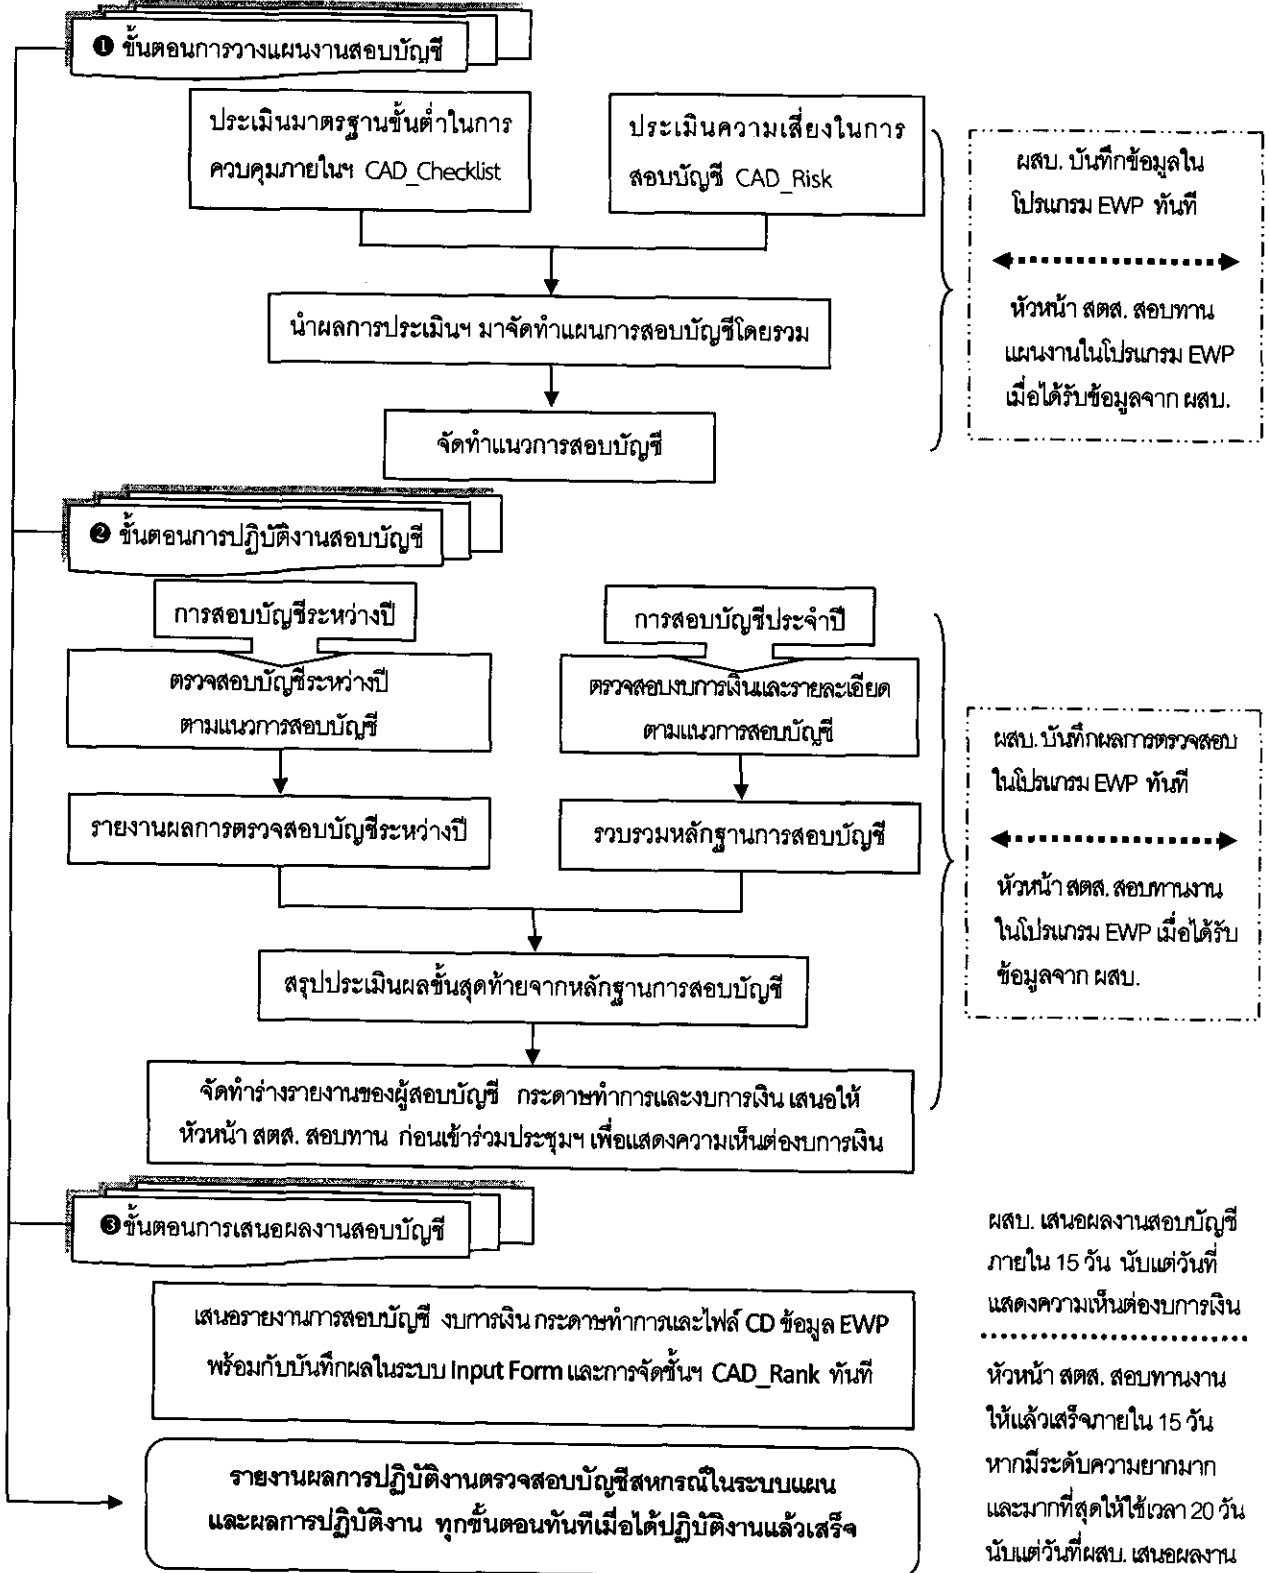 ❶ ขั้นตอนการวางแผนงานสอบบัญชี
ประเมินมาตรฐานขั้นต่ำในการ
ควบคุมภายในฯ CAD_Checklist
ประเมินความเสี่ยงในการ
สอบบัญชี CAD_Risk
นำผลการประเมินฯ มาจัดทำแผนการสอบบัญชีโดยรวม
จัดทำแนวการสอบบัญชี
ผสบ. บันทึกข้อมูลใน
โปรแกรม EWP ทันที
หัวหน้า สตส. สอบทาน
แผนงานในโปรแกรม EWP
เมื่อได้รับข้อมูลจาก ผสบ.
❷ ขั้นตอนการปฏิบัติงานสอบบัญชี
การสอบบัญชีระหว่างปี
ตรวจสอบบัญชีระหว่างปี
ตามแนวการสอบบัญชี
รายงานผลการตรวจสอบบัญชีระหว่างปี
การสอบบัญชีประจำปี
ตรวจสอบงบการเงินและรายละเอียด
ตามแนวการสอบบัญชี
รวบรวมหลักฐานการสอบบัญชี
สรุปประเมินผลขั้นสุดท้ายจากหลักฐานการสอบบัญชี
จัดทำร่างรายงานของผู้สอบบัญชี กระดาษทำการและงบการเงิน เสนอให้
หัวหน้า สตส. สอบทาน ก่อนเข้าร่วมประชุมฯ เพื่อแสดงความเห็นต่องบการเงิน
ผสบ. บันทึกผลการตรวจสอบ
ในโปรแกรม EWP ทันที
หัวหน้า สตส. สอบทานงาน
ในโปรแกรม EWP เมื่อได้รับ
ข้อมูลจาก ผสบ.
❸ขั้นตอนการเสนอผลงานสอบบัญชี
เสนอรายงานการสอบบัญชี งบการเงิน กระดาษทำการและไฟล์ CD ข้อมูล EWP
พร้อมกับบันทึกผลในระบบ Input Form และการจัดชั้นฯ CAD_Rank ทันที
รายงานผลการปฏิบัติงานตรวจสอบบัญชีสหกรณ์ในระบบแผน
และผลการปฏิบัติงาน ทุกขั้นตอนทันทีเมื่อได้ปฏิบัติงานแล้วเสร็จ
ผสบ. เสนอผลงานสอบบัญชี
ภายใน 15 วัน นับแต่วันที่
แสดงความเห็นต่องบการเงิน
หัวหน้า สตส. สอบทานงาน
ให้แล้วเสร็จภายใน 15 วัน
หากมีระดับความยากมาก
และมากที่สุดให้ใช้เวลา 20 วัน
นับแต่วันที่ผสบ. เสนอผลงาน